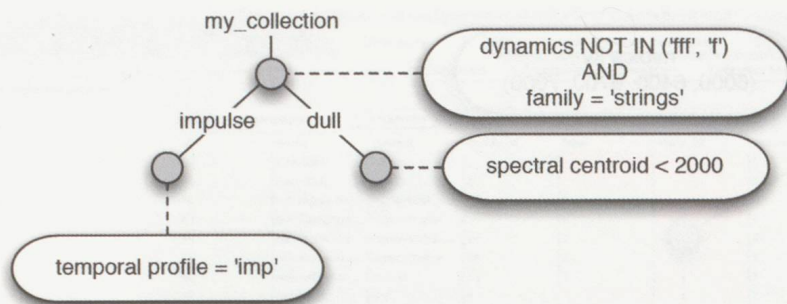 my_collection
dynamics NOT IN ('fff', 'f')
AND
family = 'strings'
impulse
dull
spectral centroid < 2000
temporal profile = 'imp'